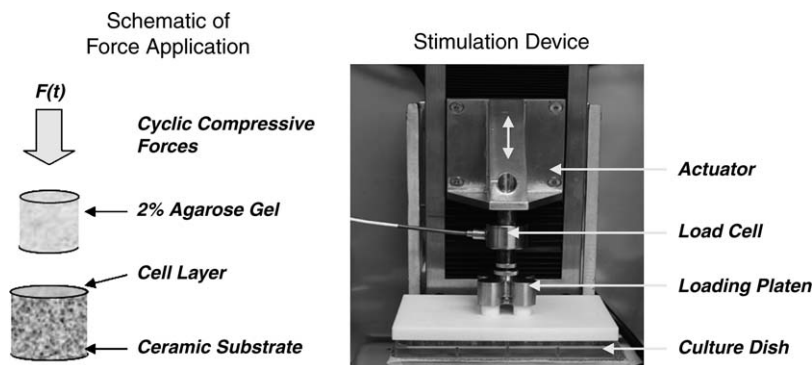 Schematic of
Force Application
F(t)
Cyclic Compressive
Forces
2% Agarose Gel
Cell Layer
Ceramic Substrate
Stimulation Device
Actuator
Load Cell
Loading Platen
Culture Dish